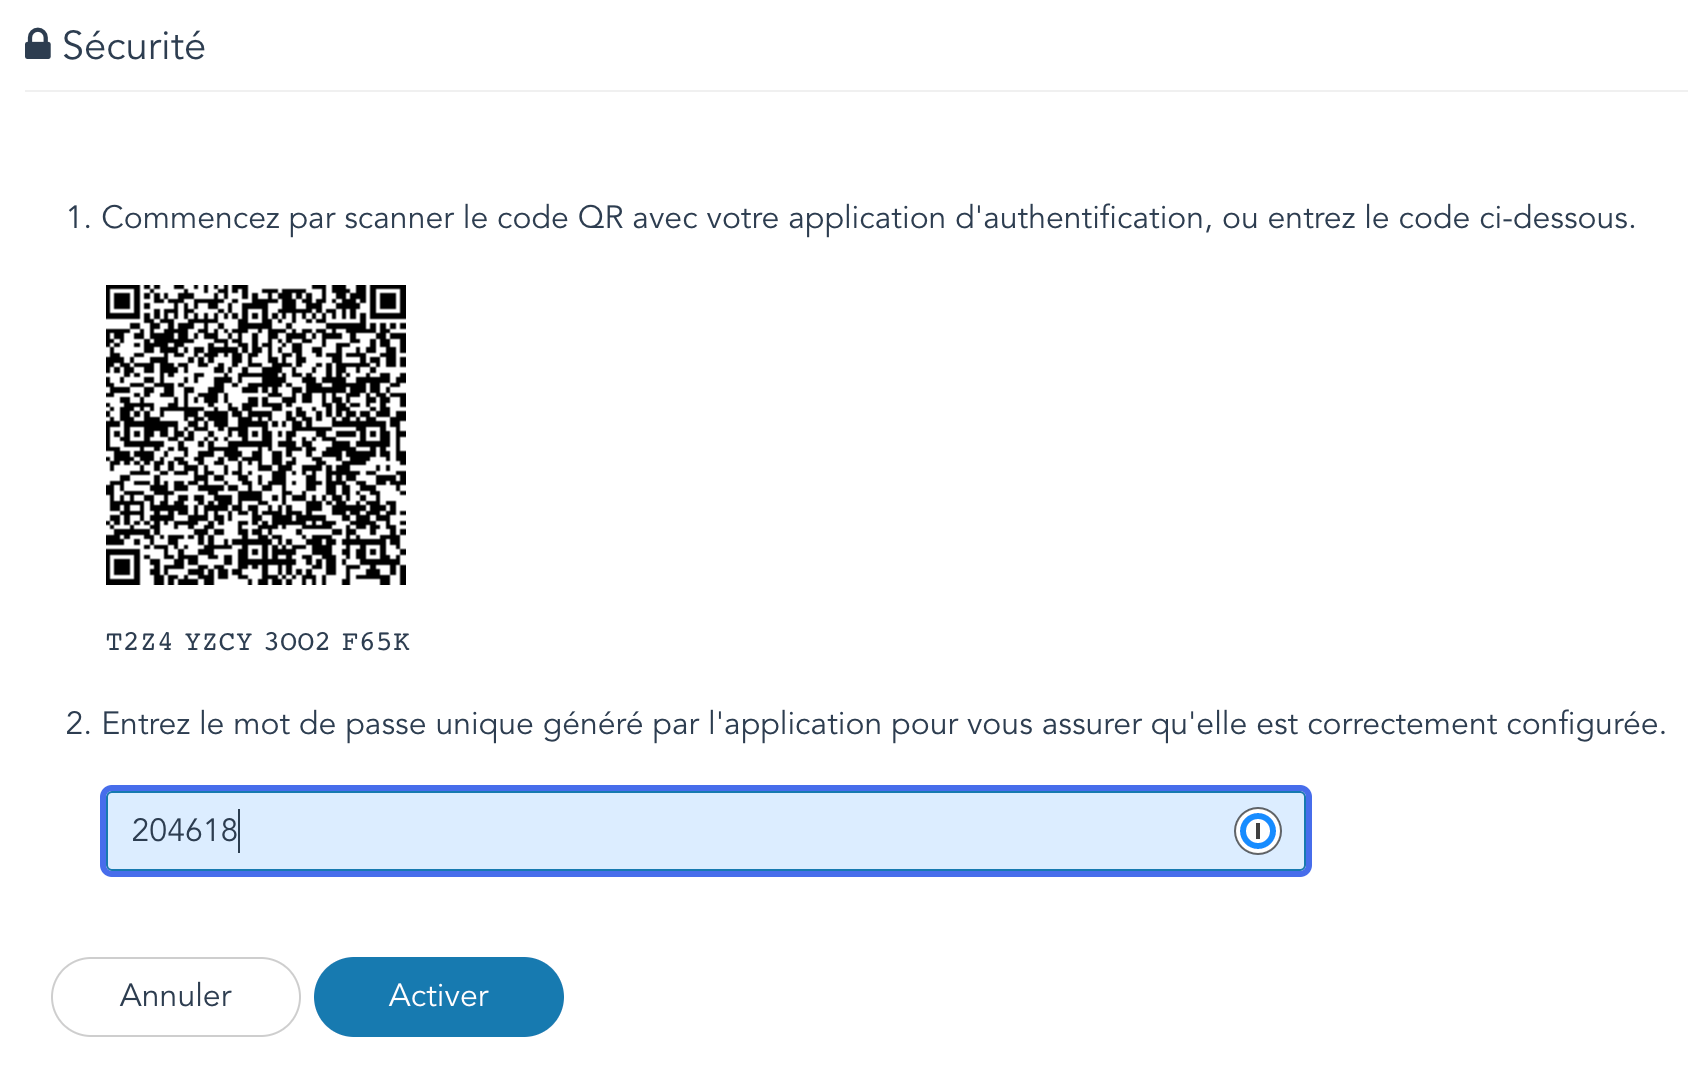 Sécurité
1. Commencez par scanner le code QR avec votre application d'authentification, ou entrez le code ci-dessous.
T2Z4 YZCY 3OO2 F65K
2. Entrez le mot de passe unique généré par l'application pour vous assurer qu'elle est correctement configurée.
204618
Annuler
Activer